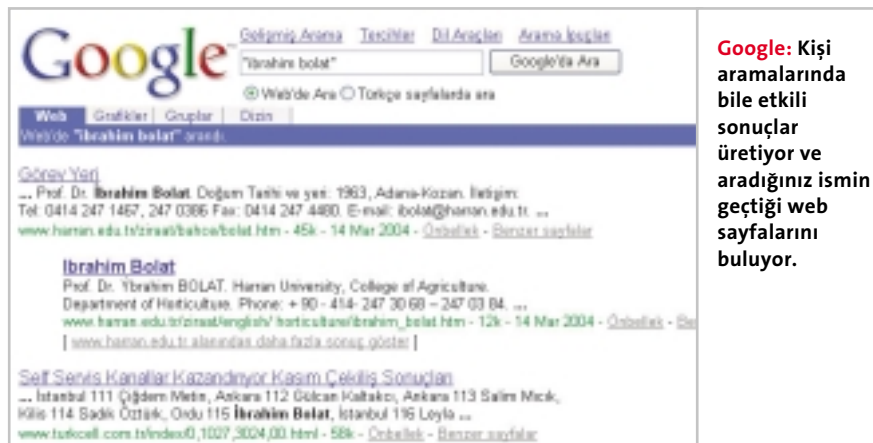 Google
Gelişmiş Arama Tercihler Dil Araçları Arama İpuçları
"ibrahim bolat" Google'da Ara
Web'de Ara Türkçe sayfalarda ara
Web Grafikler Gruplar Dizin
Web'de "ibrahim bolat" arandı.
Görev Yeri
... Prof. Dr. İbrahim Bolat. Doğum Tarihi ve yeri: 1963, Adana-Kozan. İletişim:
Tel: 0414 247 1467, 247 0386 Fax: 0414 247 4480. E-mail: ibolat@harran.edu.tr. ...
www.harran.edu.tr/ziraat/bahce/bolat.htm - 45k - 14 Mar 2004 - Önbellek - Benzer sayfalar
Ibrahim Bolat
Prof. Dr. Ybrahim BOLAT. Harran University, College of Agriculture.
Department of Horticulture. Phone: + 90 - 414- 247 30 68 – 247 03 84. ...
www.harran.edu.tr/ziraat/english/ horticulture/ibrahim_bolat.htm - 12k - 14 Mar 2004 - Önbellek - Ben
[ www.harran.edu.tr alanından daha fazla sonuç göster ]
Self Servis Kanallar Kazandırıyor Kasım Çekiliş Sonuçları
... İstanbul 111 Çiğdem Metin, Ankara 112 Gülcan Kaltakcı, Ankara 113 Salim Mıcık,
Kilis 114 Sadık Öztürk, Ordu 115 İbrahim Bolat, İstanbul 116 Leyla ...
www.turkcell.com.tr/index/0,1027,3024,00.html - 58k - Önbellek - Benzer sayfalar
Google: Kişi
aramalarında
bile etkili
sonuçlar
üretiyor ve
aradığınız ismin
geçtiği web
sayfalarını
buluyor.